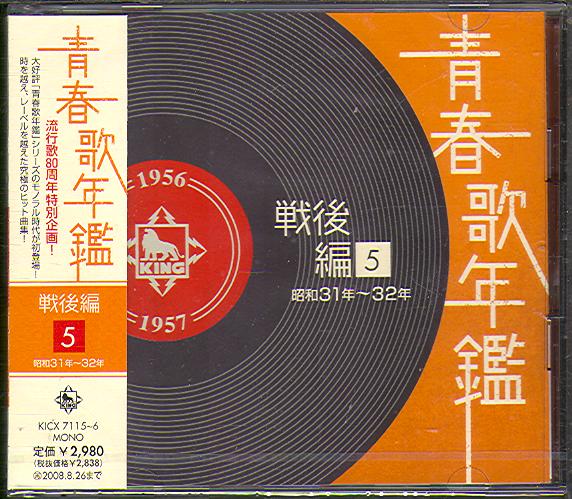 青春歌年鑑
流行歌80周年特別企画!
大好評「青春歌年鑑」シリーズのモノラル時代が初登場!
時を越え、レーベルを越えた究極のヒット曲集!
戦後編
5
昭和31年~32年
KING
KICX 7115~6
MONO
定価 ¥2,980
(税抜価格¥2,838)
2008.8.26まで
1956
KING
1957
戦後
編 5
昭和31年~32年
青春歌年鑑